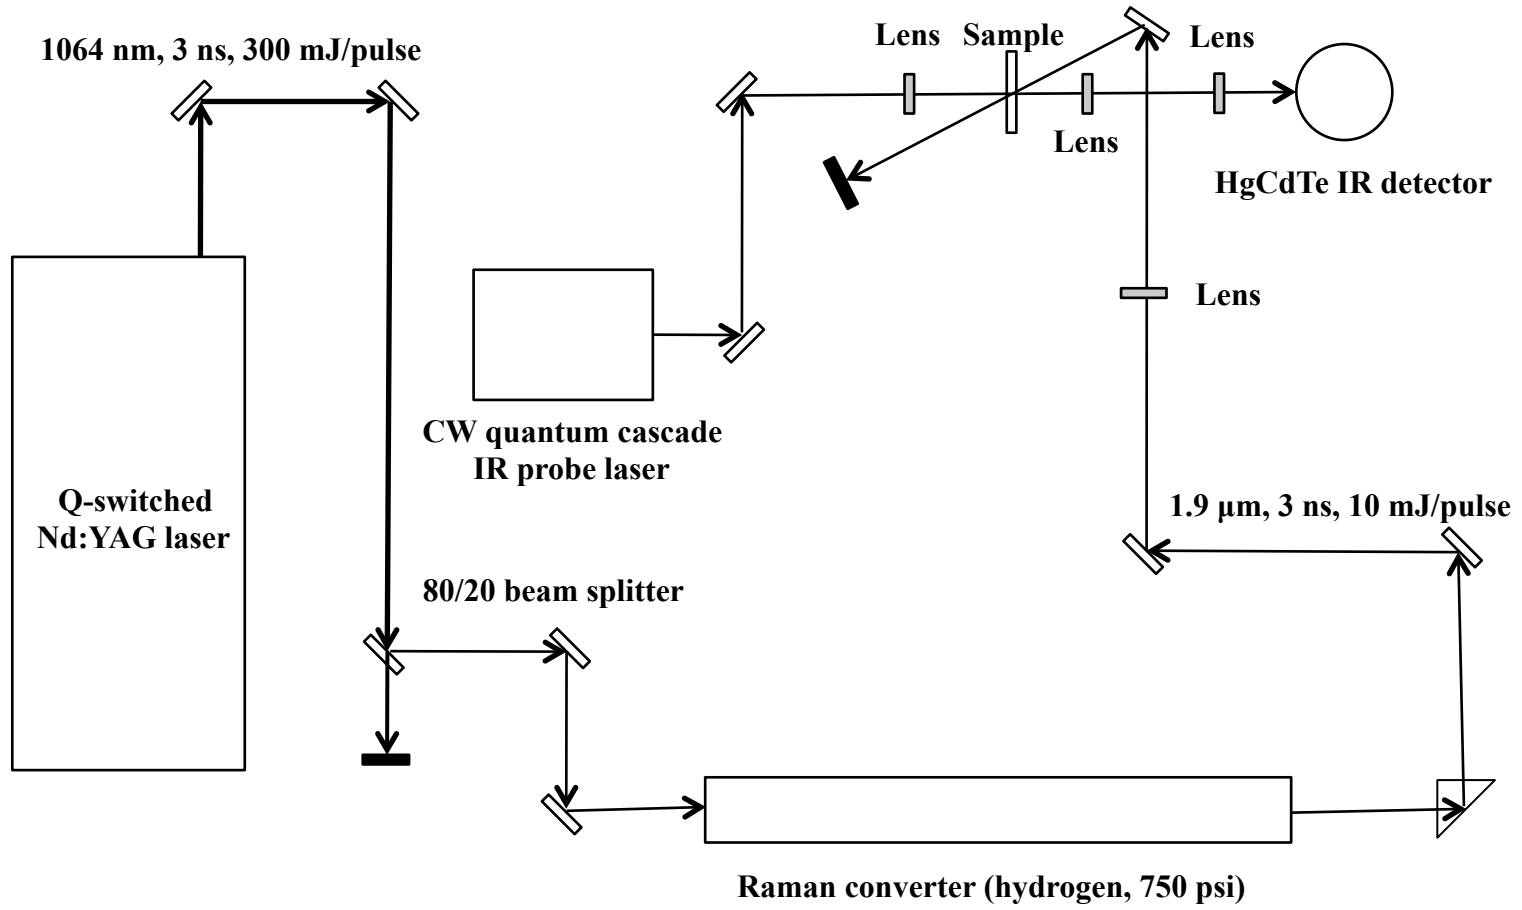 1064 nm, 3 ns, 300 mJ/pulse
Lens Sample
Lens
Lens
HgCdTe IR detector
Lens
CW quantum cascade
IR probe laser
Q-switched
Nd:YAG laser
1.9 μm, 3 ns, 10 mJ/pulse
80/20 beam splitter
Raman converter (hydrogen, 750 psi)